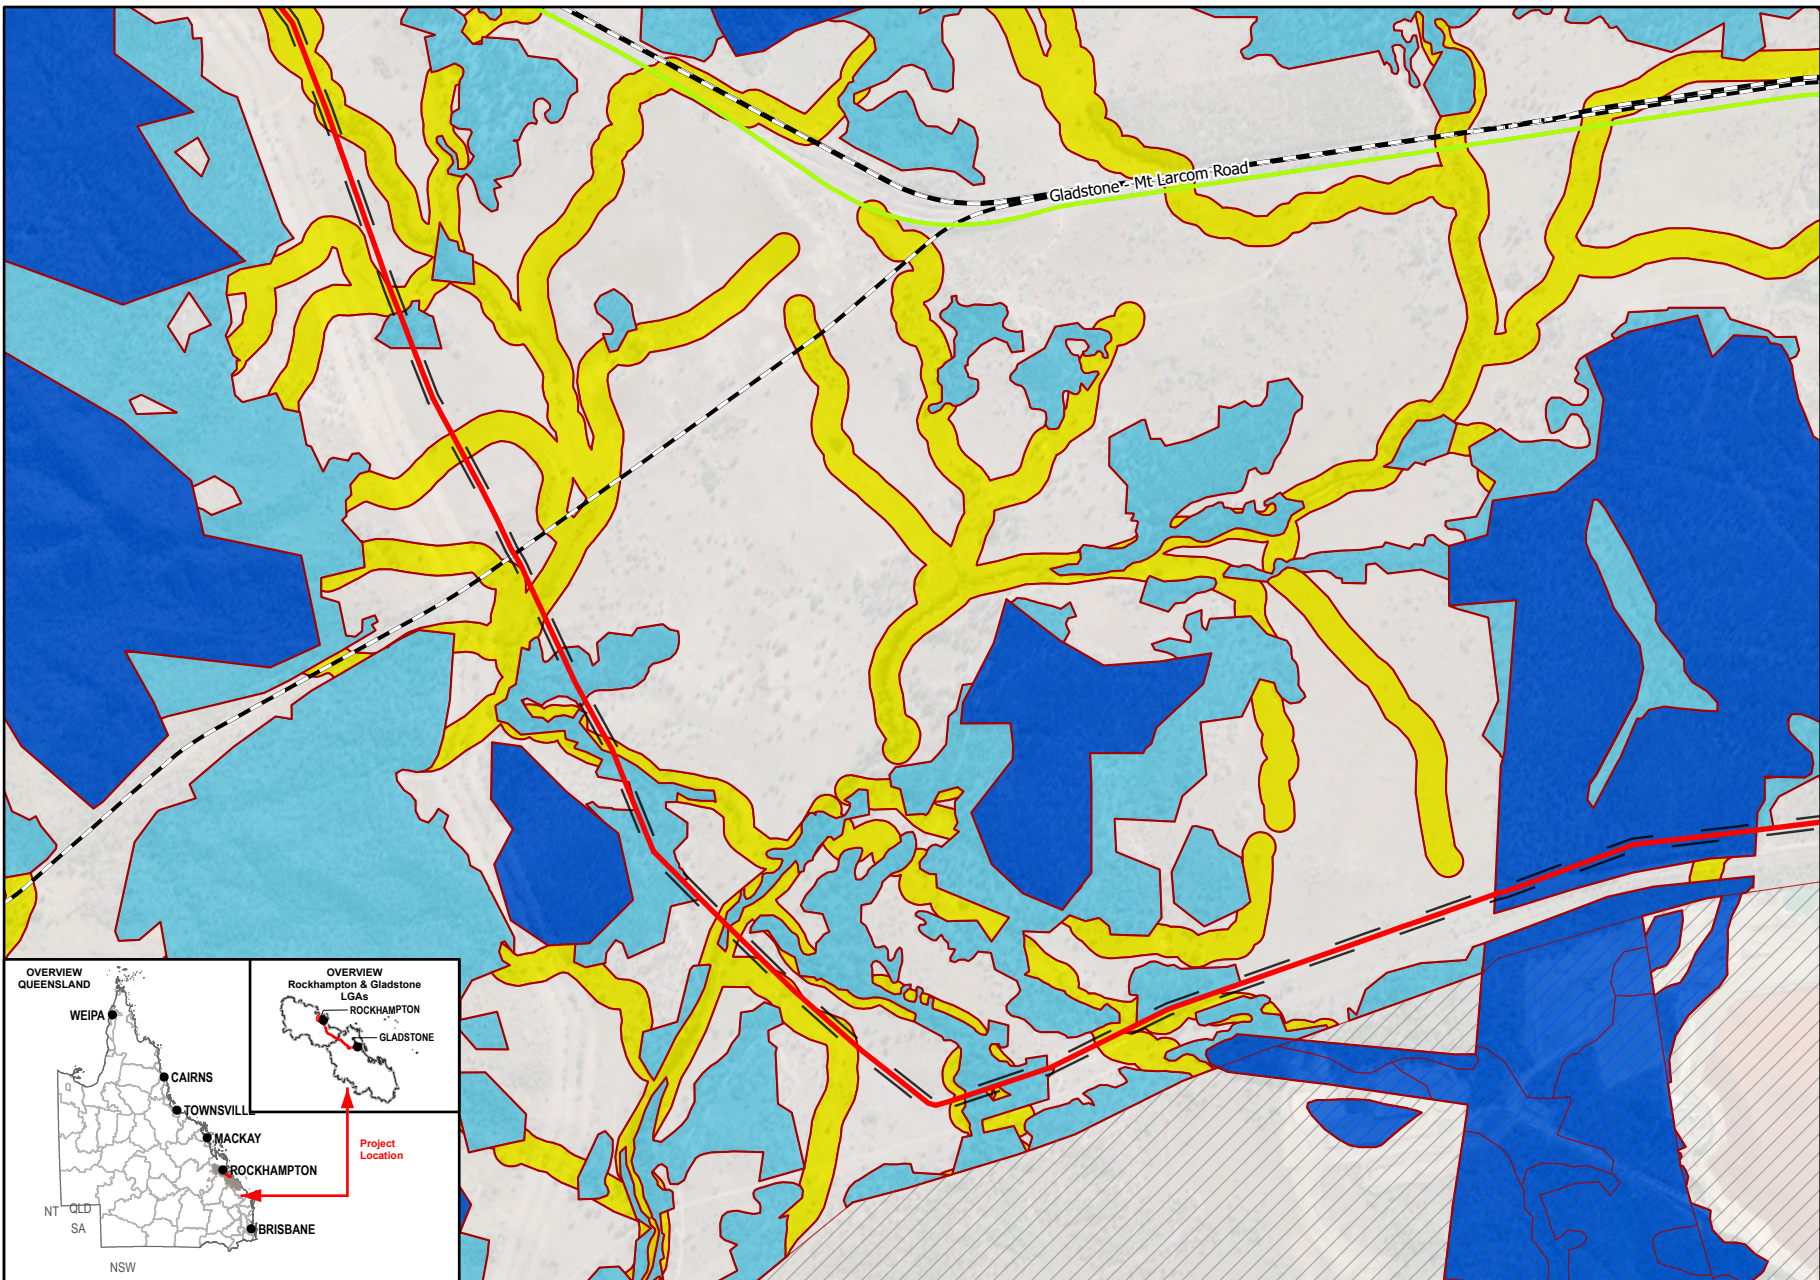 Gladstone - Mt Larcom Road
OVERVIEW
QUEENSLAND
WEIPA
CAIRNS
TOWNSVILLE
MACKAY
ROCKHAMPTON
BRISBANE
NT
QLD
SA
NSW
OVERVIEW
Rockhampton & Gladstone
LGAs
ROCKHAMPTON
GLADSTONE
Project
Location